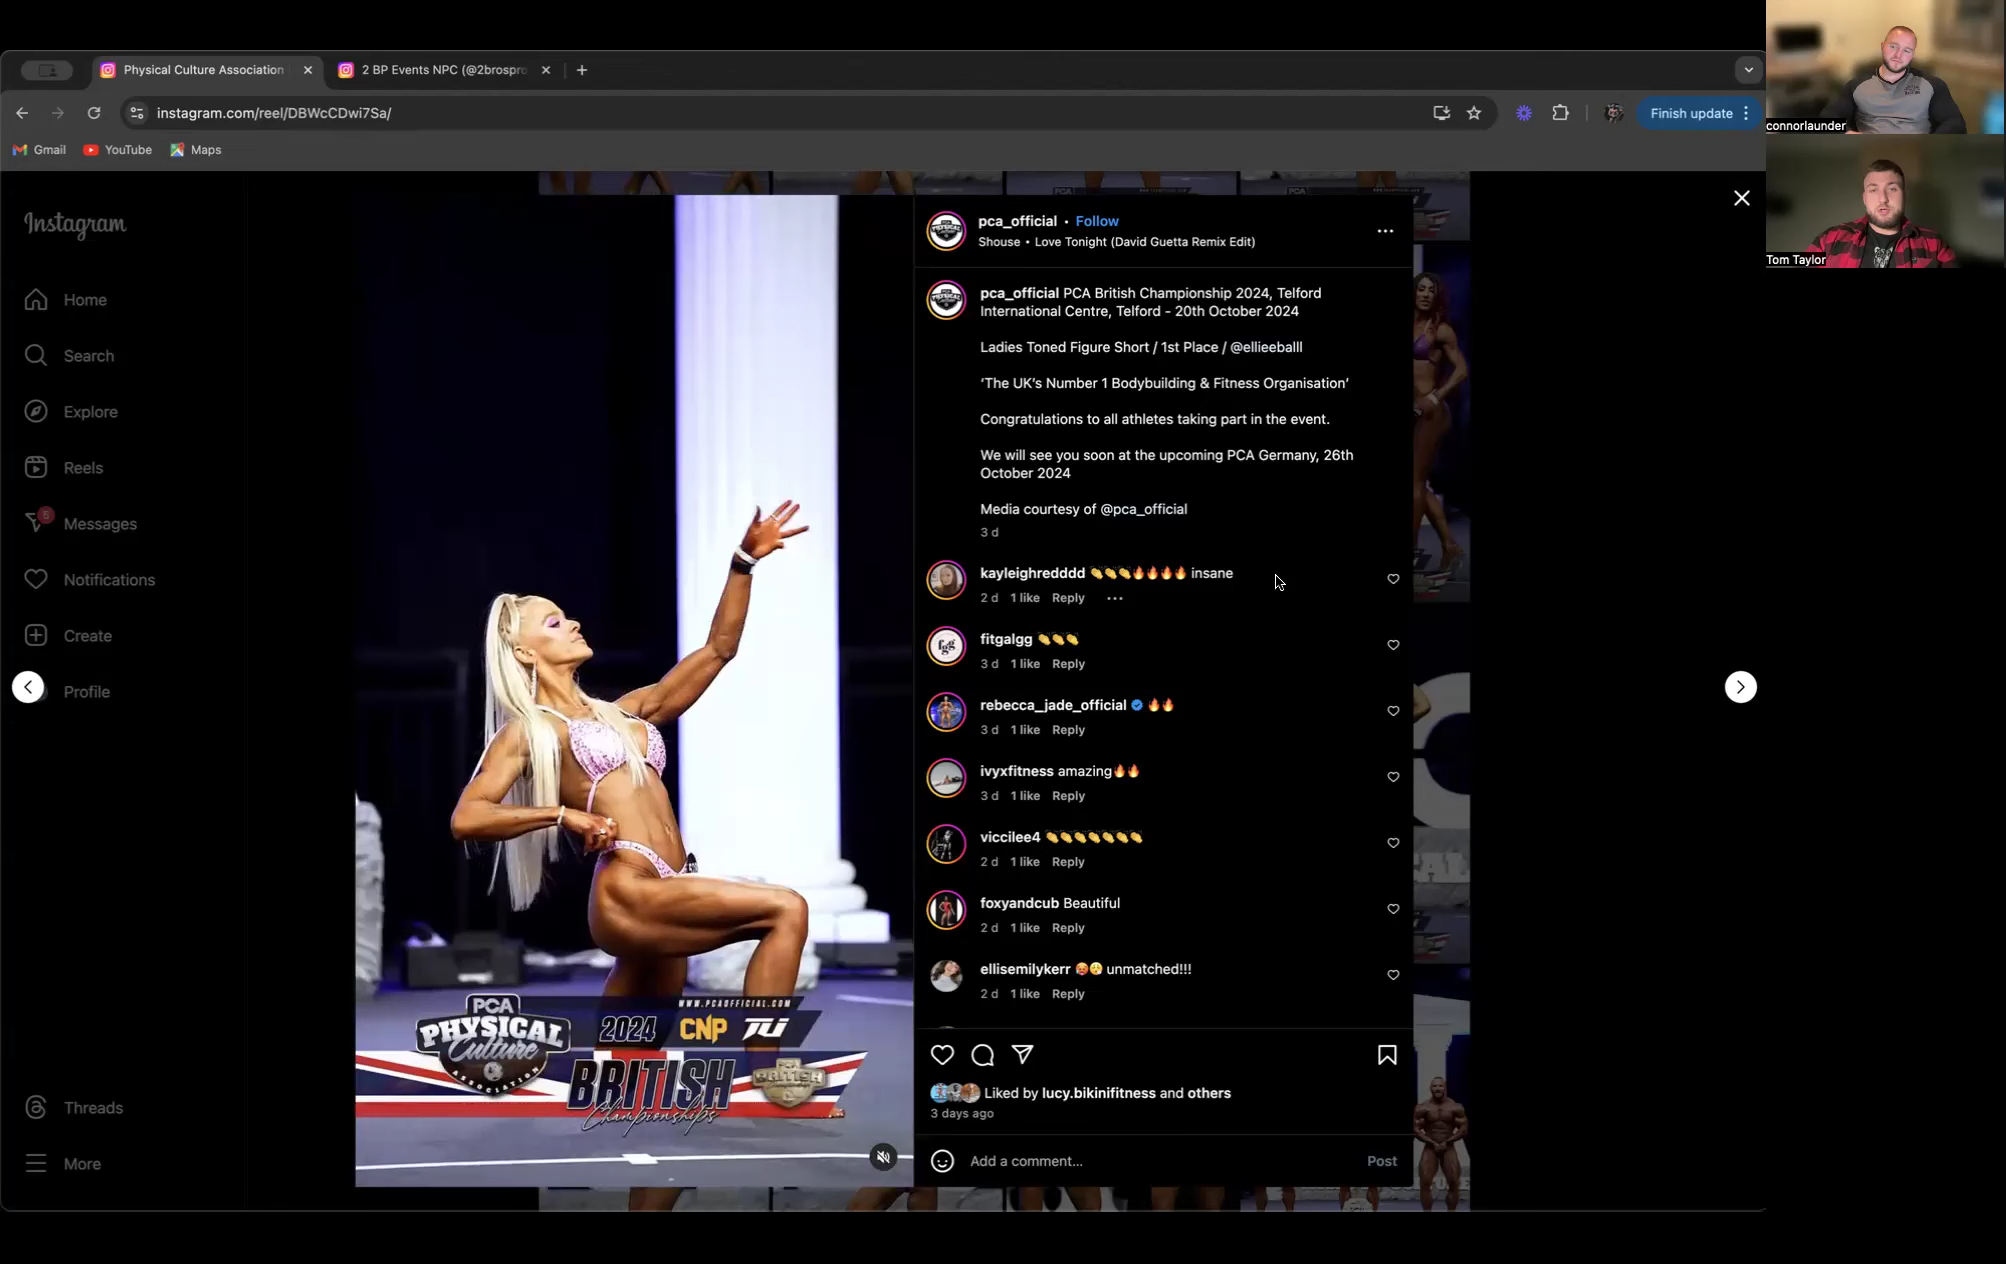 Physical Culture Association
2 BP Events NPC (@2brospro
instagram.com/reel/DBWcCDwi7Sa/
Finish update
Gmail
YouTube
Maps
connorlaunder
Tom Taylor
Instagram
Home
Search
Explore
Reels
5
Messages
Notifications
Create
Profile
Threads
More
PCA
PHYSICAL
Culture
ASSOCIATION
WWW.PCAOFFICIAL.COM
2024 CNP TU
BRITISH
Championships
pca_official • Follow
Shouse • Love Tonight (David Guetta Remix Edit)
pca_official PCA British Championship 2024, Telford
International Centre, Telford - 20th October 2024
Ladies Toned Figure Short / 1st Place / @ellieeballl
‘The UK’s Number 1 Bodybuilding & Fitness Organisation’
Congratulations to all athletes taking part in the event.
We will see you soon at the upcoming PCA Germany, 26th
October 2024
Media courtesy of @pca_official
3 d
kayleighredddd 👏👏👏🔥🔥🔥🔥 insane
2 d 1 like Reply
fitgalgg 👏👏👏
3 d 1 like Reply
rebecca_jade_official 🔥🔥
3 d 1 like Reply
ivyxfitness amazing🔥🔥
3 d 1 like Reply
viccilee4 👏👏👏👏👏👏👏
2 d 1 like Reply
foxyandcub Beautiful
2 d 1 like Reply
ellisemilykerr 🥵😮‍💨 unmatched!!!
2 d 1 like Reply
Liked by lucy.bikinifitness and others
3 days ago
Add a comment...
Post